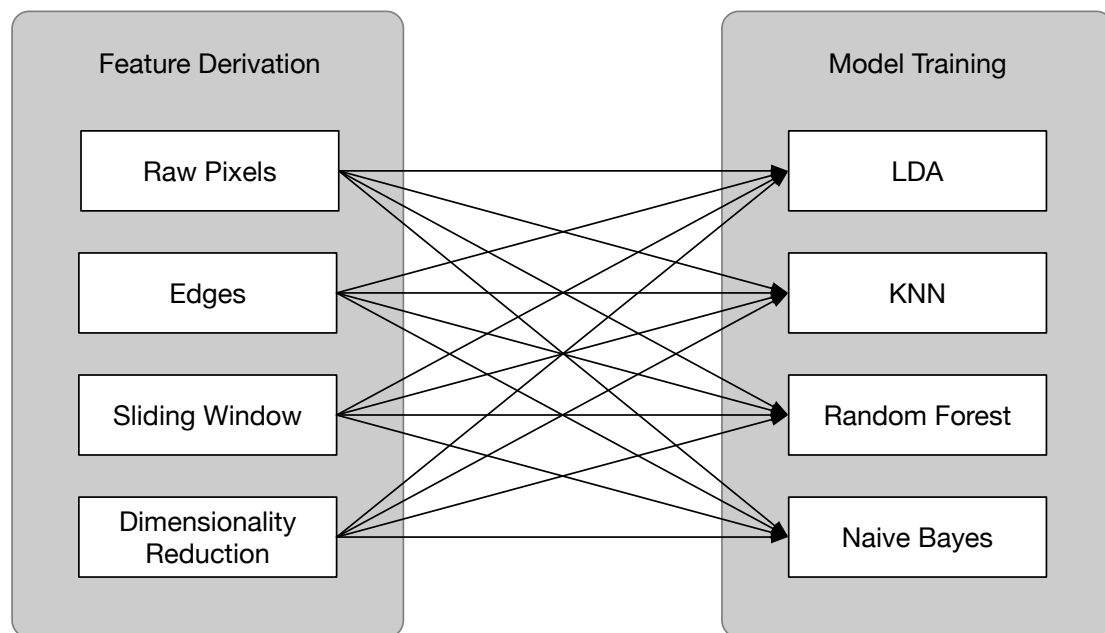 Feature Derivation
Raw Pixels
Edges
Sliding Window
Dimensionality
Reduction
Model Training
LDA
KNN
Random Forest
Naive Bayes